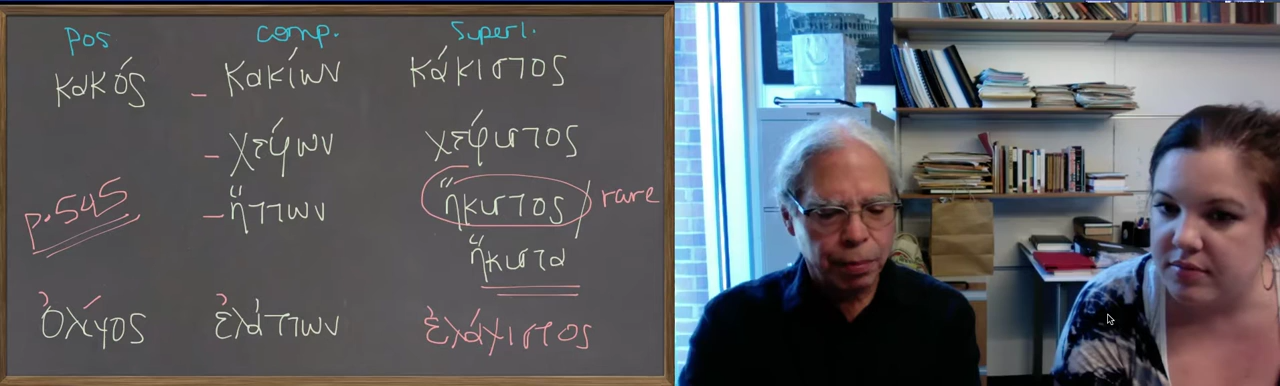 pos comp. Superl.
κακός – κακίων κάκιστος
– χείρων χείριστος
p.545 – ἥττων ἥκιστος / rare
ἥκιστα
ὀλίγος ἐλάττων ἐλάχιστος